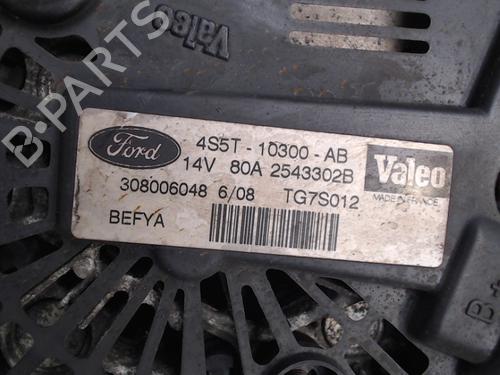 Valeo
B-PARTS
Ford
4S5T-10300-AB
14V 80A 2543302B
308006048 6/08 TG7S012
BEFYA
Valeo
MADE IN FRANCE
B+